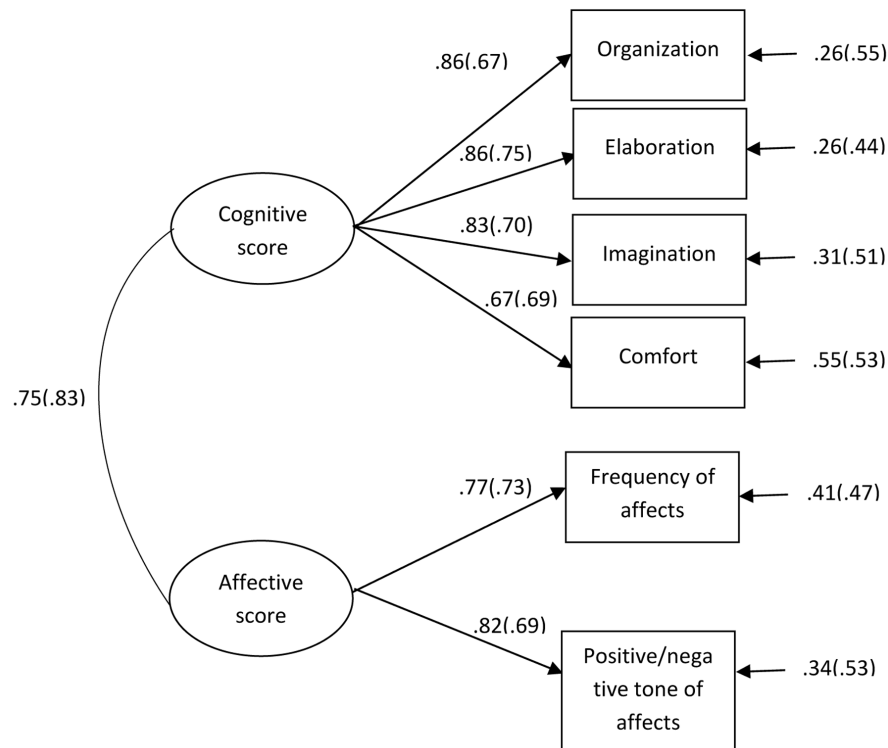 Organization
.26(.55)
.86(.67)
Elaboration
.26(.44)
.86(.75)
Cognitive
score
.83(.70)
Imagination
.31(.51)
.67(.69)
Comfort
.55(.53)
.75(.83)
Frequency of
affects
.77(.73)
.41(.47)
Affective
score
.82(.69)
Positive/nega
tive tone of
affects
.34(.53)